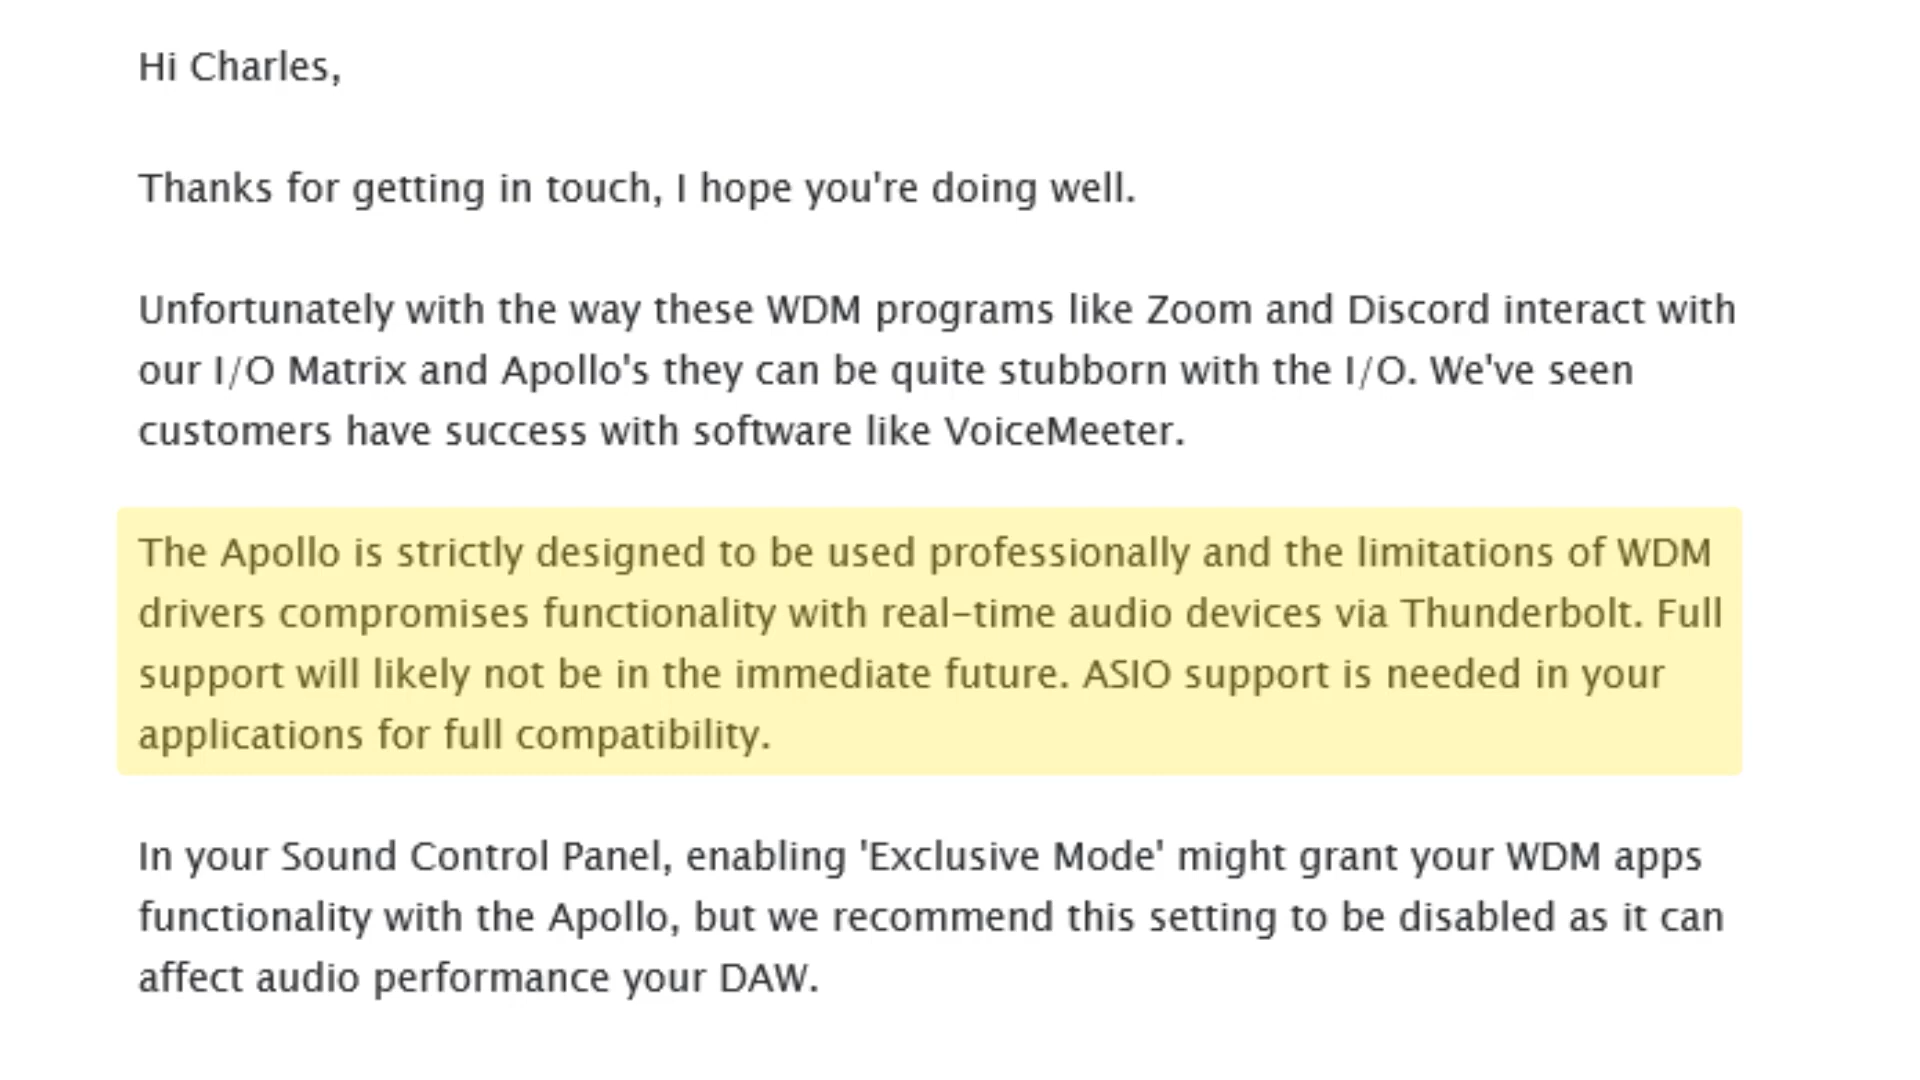 Hi Charles,
Thanks for getting in touch, I hope you're doing well.
Unfortunately with the way these WDM programs like Zoom and Discord interact with
our I/O Matrix and Apollo's they can be quite stubborn with the I/O. We've seen
customers have success with software like VoiceMeeter.
The Apollo is strictly designed to be used professionally and the limitations of WDM
drivers compromises functionality with real-time audio devices via Thunderbolt. Full
support will likely not be in the immediate future. ASIO support is needed in your
applications for full compatibility.
In your Sound Control Panel, enabling 'Exclusive Mode' might grant your WDM apps
functionality with the Apollo, but we recommend this setting to be disabled as it can
affect audio performance your DAW.